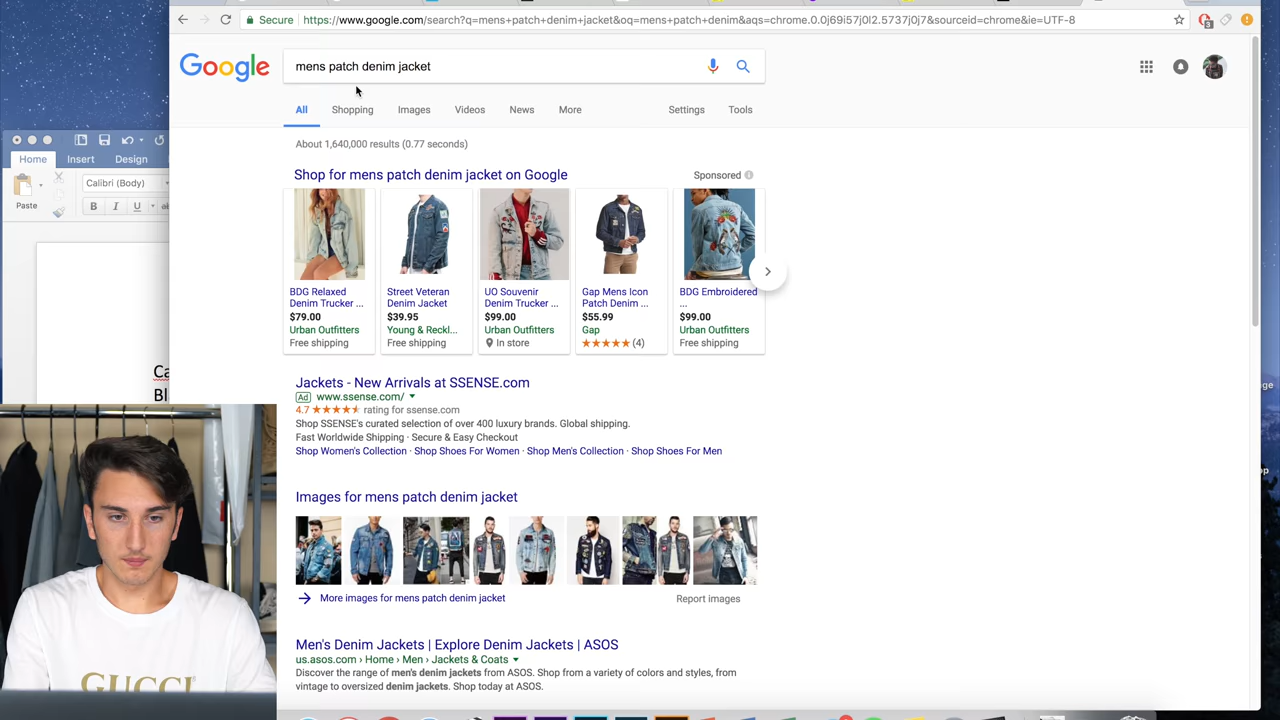 Secure
https://www.google.com/search?q=mens+patch+denim+jacket&oq=mens+patch+denim&aqs=chrome.0.0j69i57j0l2.5737j0j7&sourceid=chrome&ie=UTF-8
Google
mens patch denim jacket
All Shopping Images Videos News More Settings Tools
About 1,640,000 results (0.77 seconds)
Home Insert Design
Calibri (Body)
Paste
B I U ab
Shop for mens patch denim jacket on Google
Sponsored
BDG Relaxed
Denim Trucker ...
$79.00
Urban Outfitters
Free shipping
Street Veteran
Denim Jacket
$39.95
Young & Reckl...
Free shipping
UO Souvenir
Denim Trucker ...
$99.00
Urban Outfitters
In store
Gap Mens Icon
Patch Denim ...
$55.99
Gap
(4)
BDG Embroidered
...
$99.00
Urban Outfitters
Free shipping
Ca
Bl
Jackets - New Arrivals at SSENSE.com
Ad www.ssense.com/
4.7 rating for ssense.com
Shop SSENSE's curated selection of over 400 luxury brands. Global shipping.
Fast Worldwide Shipping · Secure & Easy Checkout
Shop Women's Collection · Shop Shoes For Women · Shop Men's Collection · Shop Shoes For Men
Images for mens patch denim jacket
More images for mens patch denim jacket
Report images
Men's Denim Jackets | Explore Denim Jackets | ASOS
us.asos.com › Home › Men › Jackets & Coats
Discover the range of men's denim jackets from ASOS. Shop from a variety of colors and styles, from
vintage to oversized denim jackets. Shop today at ASOS.
GUCCI